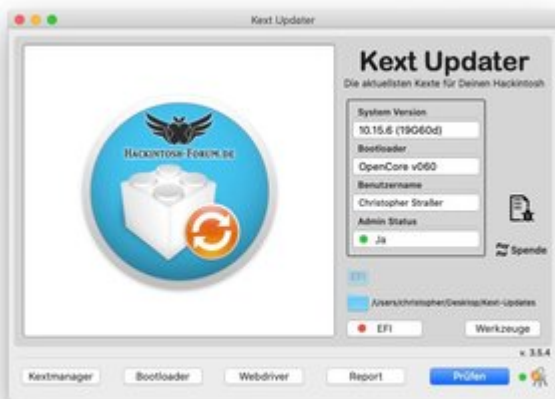 Kext Updater
Kext Updater
Die aktuellsten Kexte für Deinen Hackintosh
System Version
10.15.6 (19G60d)
Bootloader
OpenCore v060
Benutzername
Christopher Straßer
Admin Status
Ja
HACKINTOSH-FORUM.DE
Spende
EFI
/Users/christopher/Desktop/Kext-Updates
EFI
Werkzeuge
v. 3.5.4
Kextmanager
Bootloader
Webdriver
Report
Prüfen